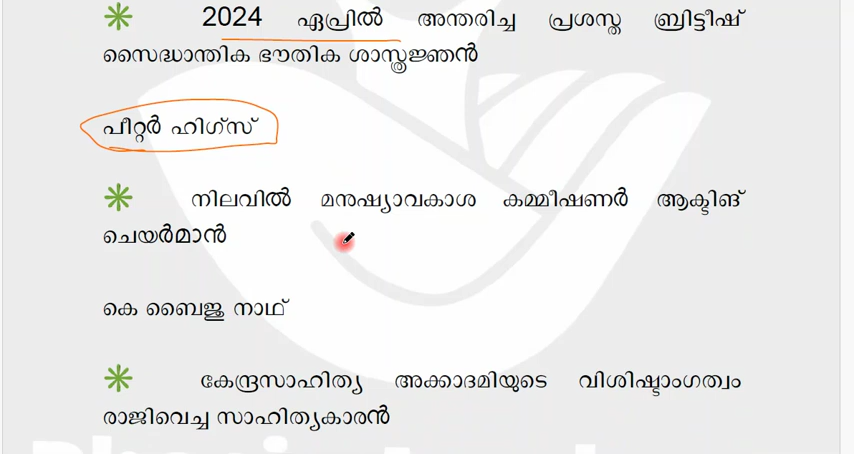 2024 ഏപ്രിൽ അന്തരിച്ച പ്രശസ്ത ബ്രിട്ടീഷ്
സൈദ്ധാന്തിക ഭൗതിക ശാസ്ത്രജ്ഞൻ
പീറ്റർ ഹിഗ്സ്
നിലവിൽ മനുഷ്യാവകാശ കമ്മീഷണർ ആക്ടിങ്
ചെയർമാൻ
കെ ബൈജു നാഥ്
കേന്ദ്രസാഹിത്യ അക്കാദമിയുടെ വിശിഷ്ടാംഗത്വം
രാജിവെച്ച സാഹിത്യകാരൻ